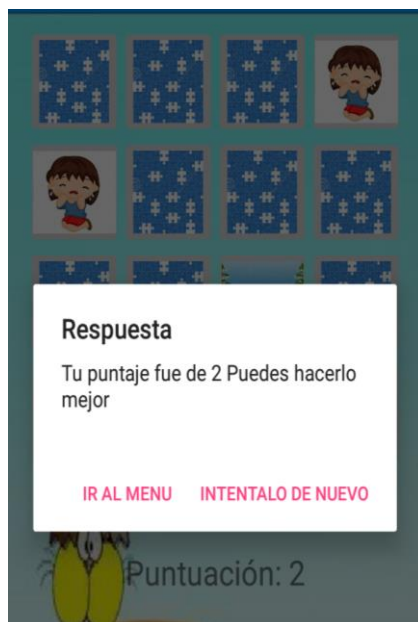 Respuesta
Tu puntaje fue de 2 Puedes hacerlo
mejor
IR AL MENU INTENTALO DE NUEVO
Puntuación: 2